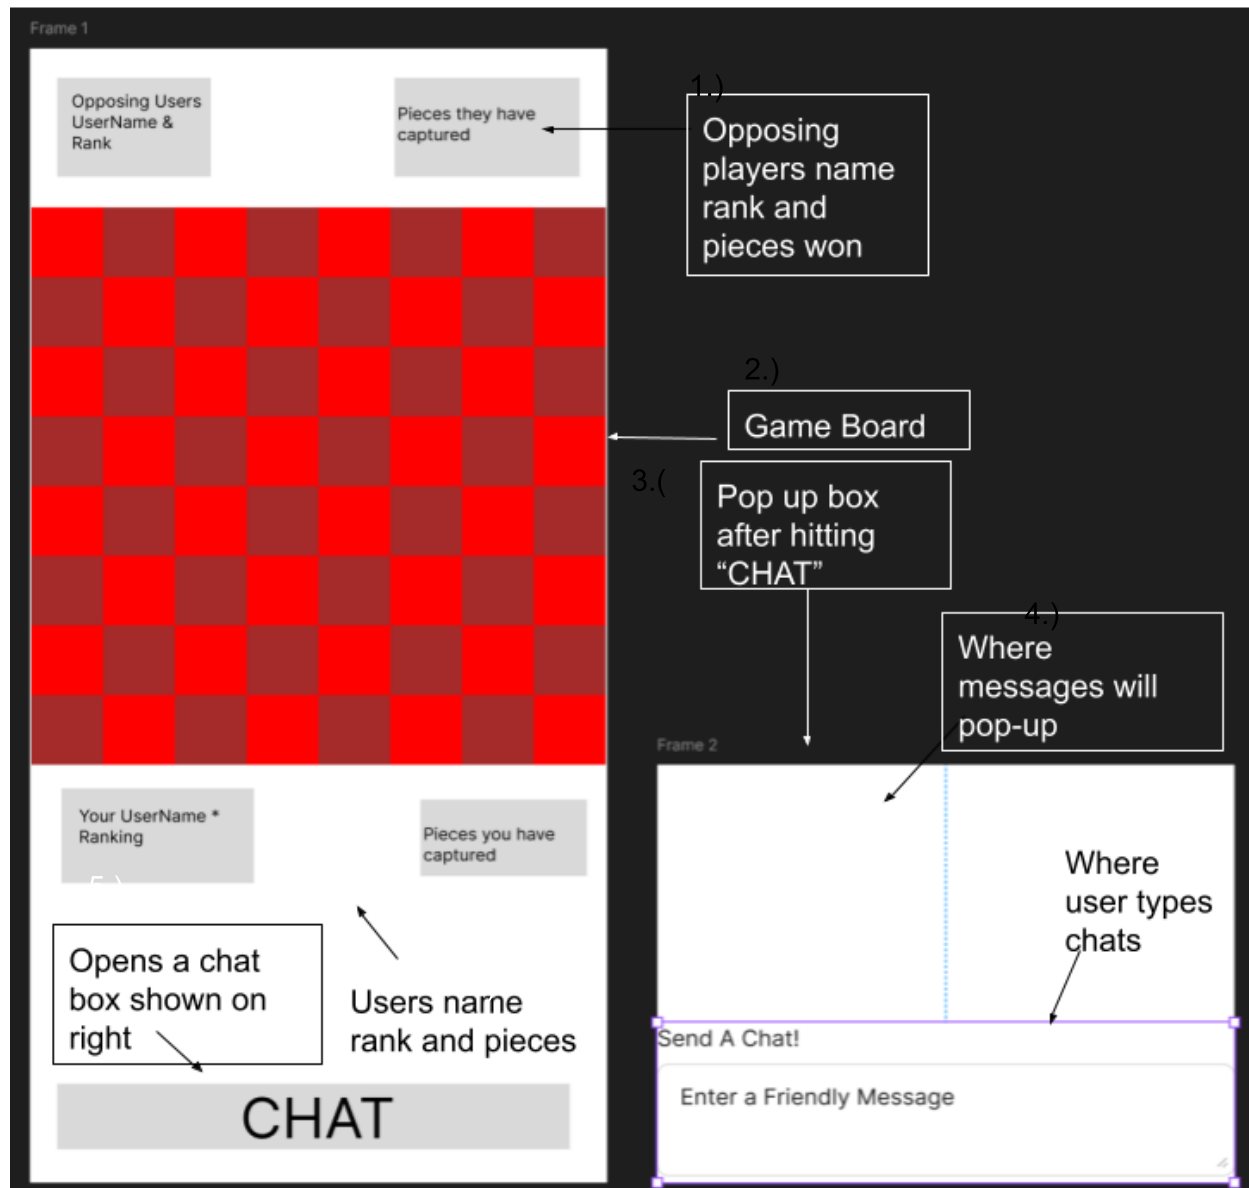 Frame 1
Opposing Users
UserName &
Rank
Pieces they have
captured
1.)
Opposing
players name
rank and
pieces won
2.)
Game Board
3.(
Pop up box
after hitting
“CHAT”
4.)
Where
messages will
pop-up
Frame 2
Your UserName *
Ranking
Pieces you have
captured
5.)
Opens a chat
box shown on
right
Users name
rank and pieces
CHAT
Where
user types
chats
Send A Chat!
Enter a Friendly Message